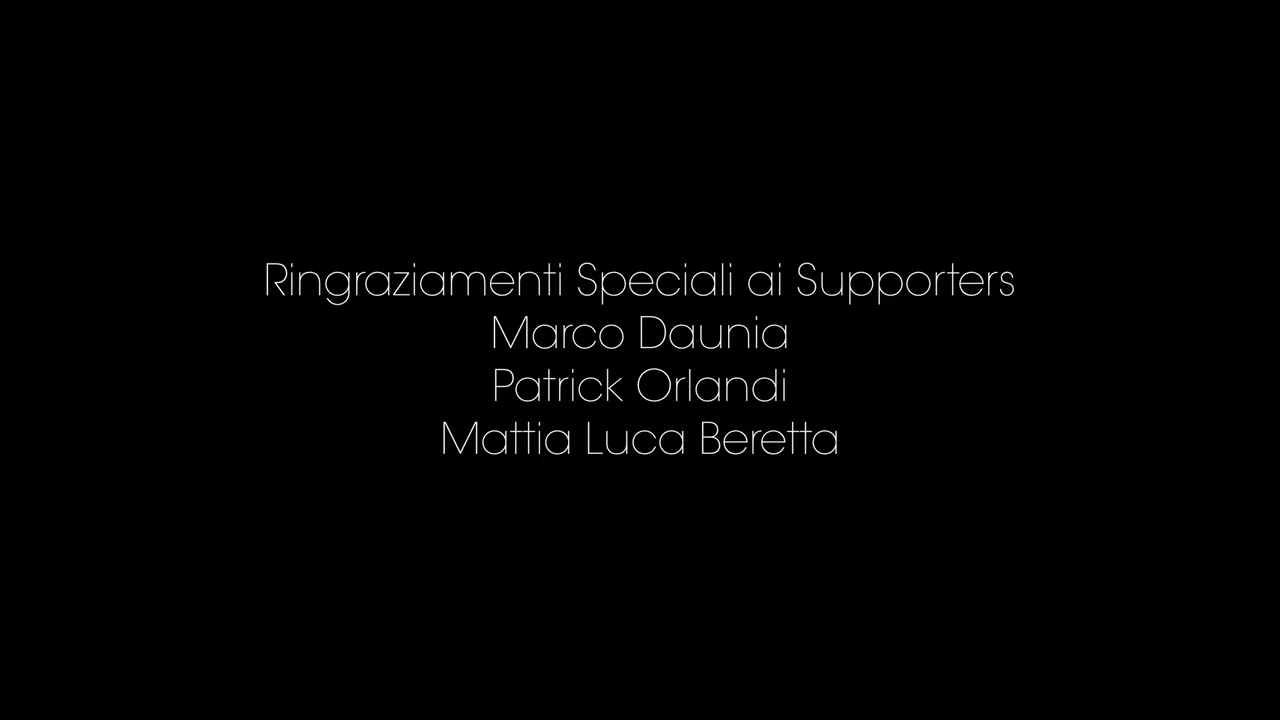 Ringraziamenti Speciali ai Supporters
Marco Daunia
Patrick Orlandi
Mattia Luca Beretta